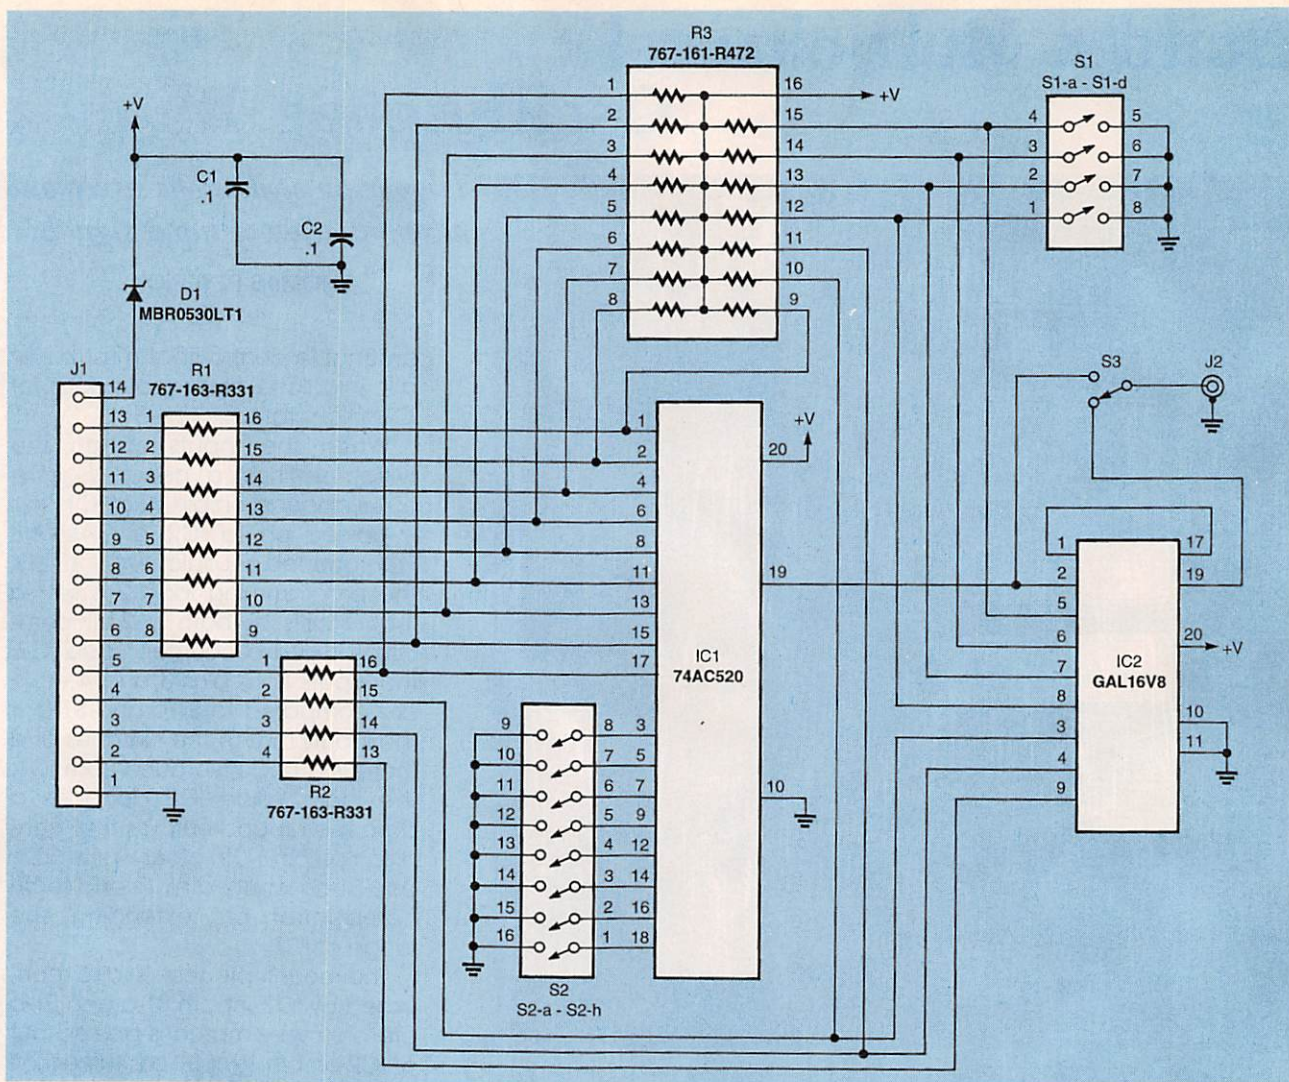 R3
767-161-R472
1 16 +V
2 15
3 14
4 13
5 12
6 11
7 10
8 9
S1
S1-a - S1-d
4 5
3 6
2 7
1 8
+V
C1
.1
C2
.1
D1
MBR0530LT1
J1
14
13
12
11
10
9
8
7
6
5
4
3
2
1
R1
767-163-R331
1 16
2 15
3 14
4 13
5 12
6 11
7 10
8 9
1 16
2 15
3 14
4 13
R2
767-163-R331
1
2
4
6
8
11
13
15
17
3
5
7
9
12
14
16
18
20 +V
19
10
IC1
74AC520
9 8
10 7
11 6
12 5
13 4
14 3
15 2
16 1
S2
S2-a - S2-h
S3
J2
1 17
2 19
5
6 20 +V
7
8
3 10
4 11
9
IC2
GAL16V8